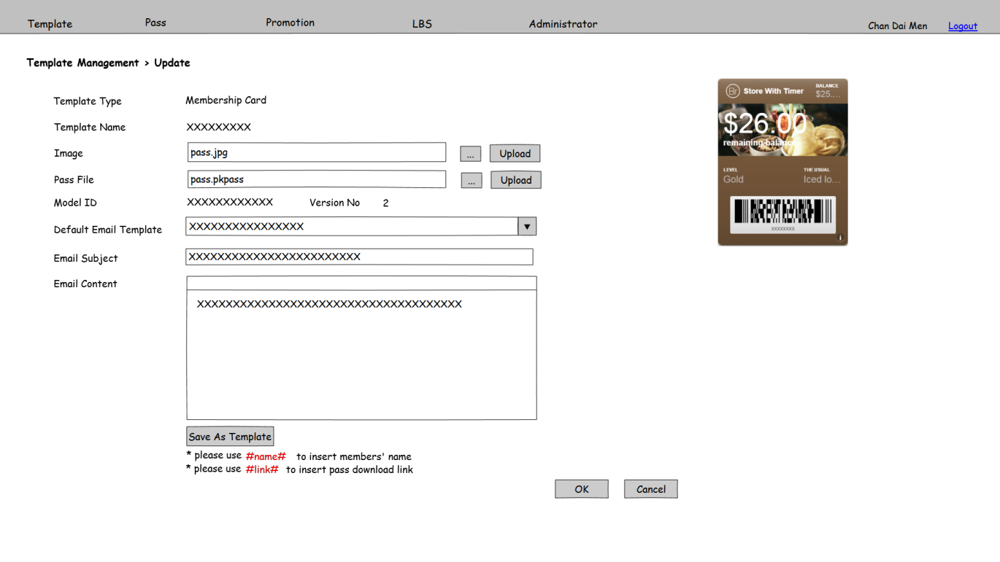 Template Pass Promotion LBS Administrator Chan Dai Men Logout
Template Management > Update
Template Type Membership Card
Template Name XXXXXXXXX
Image pass.jpg ... Upload
Pass File pass.pkpass ... Upload
Model ID XXXXXXXXXXXX Version No 2
Default Email Template XXXXXXXXXXXXXXXX ▼
Email Subject XXXXXXXXXXXXXXXXXXXXXXXX
Email Content
XXXXXXXXXXXXXXXXXXXXXXXXXXXXXXXXXXXXX
Save As Template
* please use #name# to insert members' name
* please use #link# to insert pass download link
OK Cancel
Br Store With Timer BALANCE
$25....
$26.00
remaining balance
LEVEL THE USUAL
Gold Iced lo...
XXXXXXXX
i